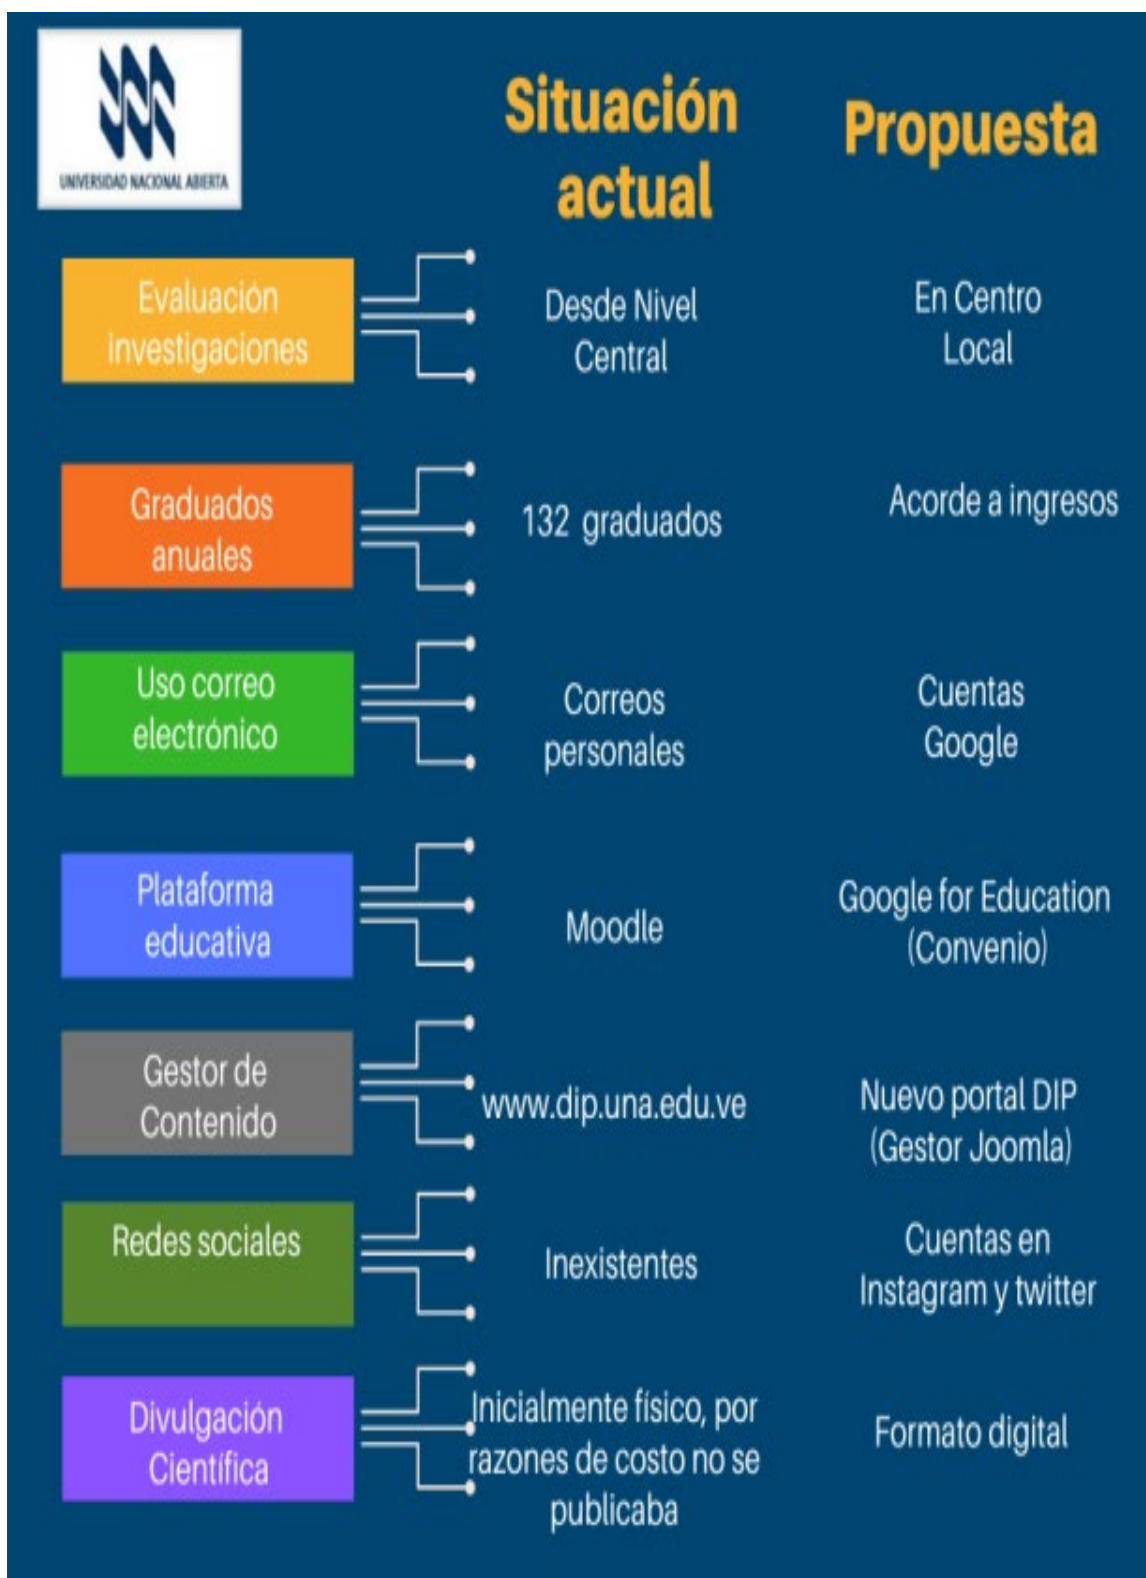 UNIVERSIDAD NACIONAL ABIERTA
Situación
actual
Propuesta
Evaluación
investigaciones
Desde Nivel
Central
En Centro
Local
Graduados
anuales
132 graduados
Acorde a ingresos
Uso correo
electrónico
Correos
personales
Cuentas
Google
Plataforma
educativa
Moodle
Google for Education
(Convenio)
Gestor de
Contenido
www.dip.una.edu.ve
Nuevo portal DIP
(Gestor Joomla)
Redes sociales
Inexistentes
Cuentas en
Instagram y twitter
Divulgación
Científica
Inicialmente físico, por
razones de costo no se
publicaba
Formato digital